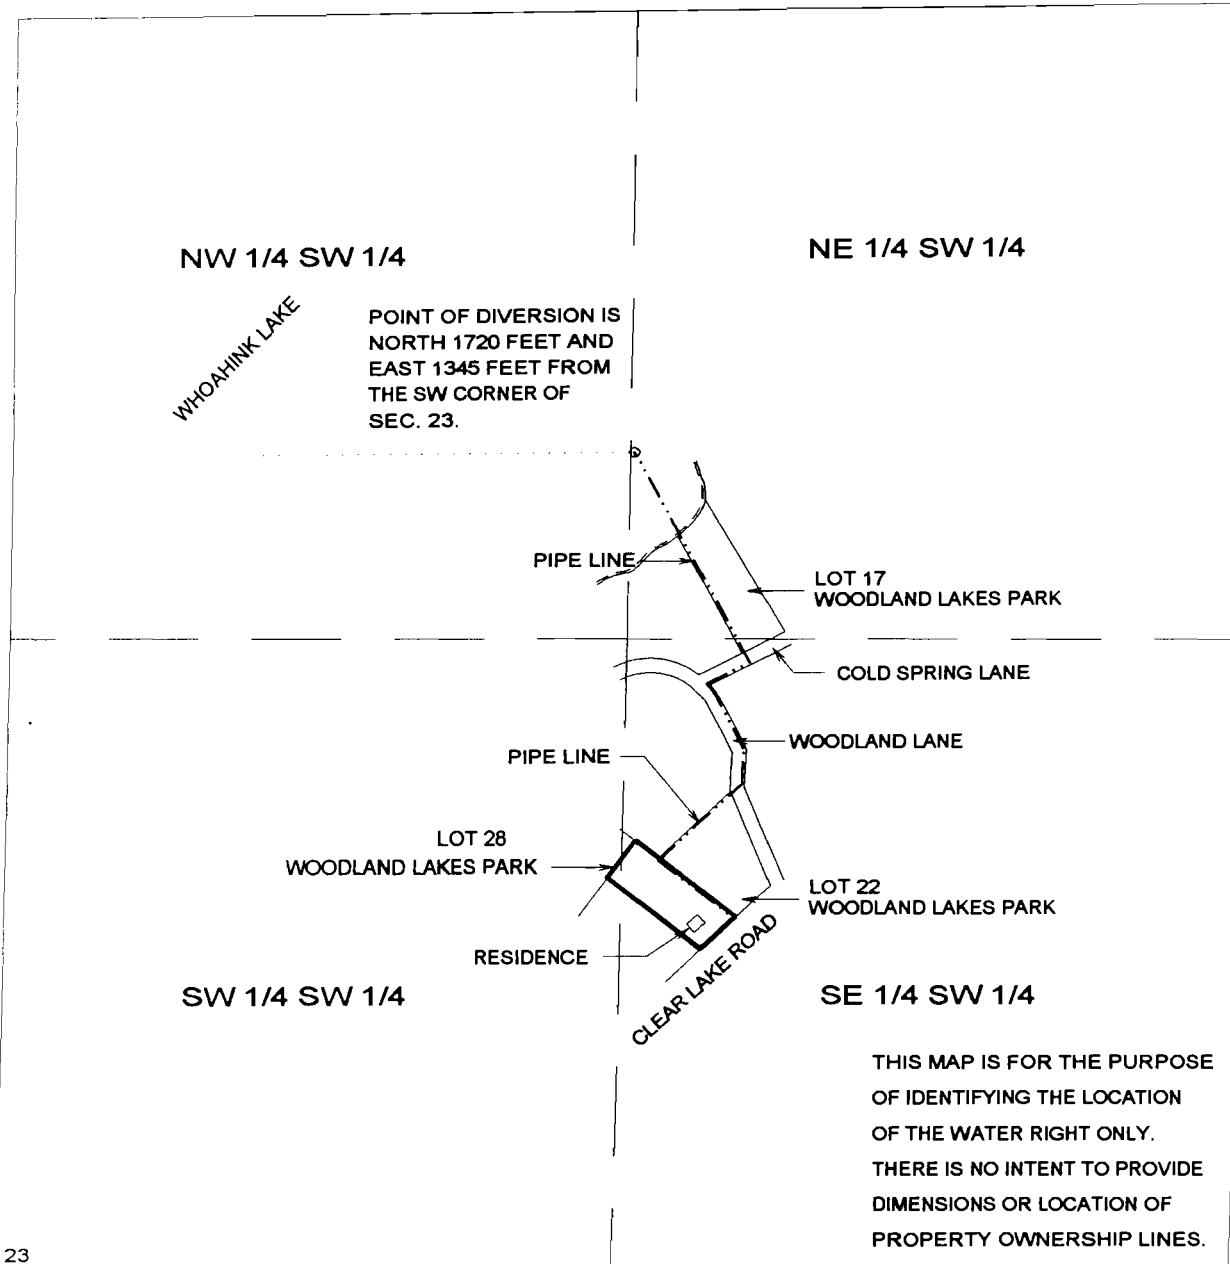 NW 1/4 SW 1/4
NE 1/4 SW 1/4
WHOAHINK LAKE
POINT OF DIVERSION IS
NORTH 1720 FEET AND
EAST 1345 FEET FROM
THE SW CORNER OF
SEC. 23.
PIPE LINE
LOT 17
WOODLAND LAKES PARK
COLD SPRING LANE
WOODLAND LANE
PIPE LINE
LOT 28
WOODLAND LAKES PARK
LOT 22
WOODLAND LAKES PARK
RESIDENCE
CLEAR LAKE ROAD
SW 1/4 SW 1/4
SE 1/4 SW 1/4
THIS MAP IS FOR THE PURPOSE
OF IDENTIFYING THE LOCATION
OF THE WATER RIGHT ONLY.
THERE IS NO INTENT TO PROVIDE
DIMENSIONS OR LOCATION OF
PROPERTY OWNERSHIP LINES.
23